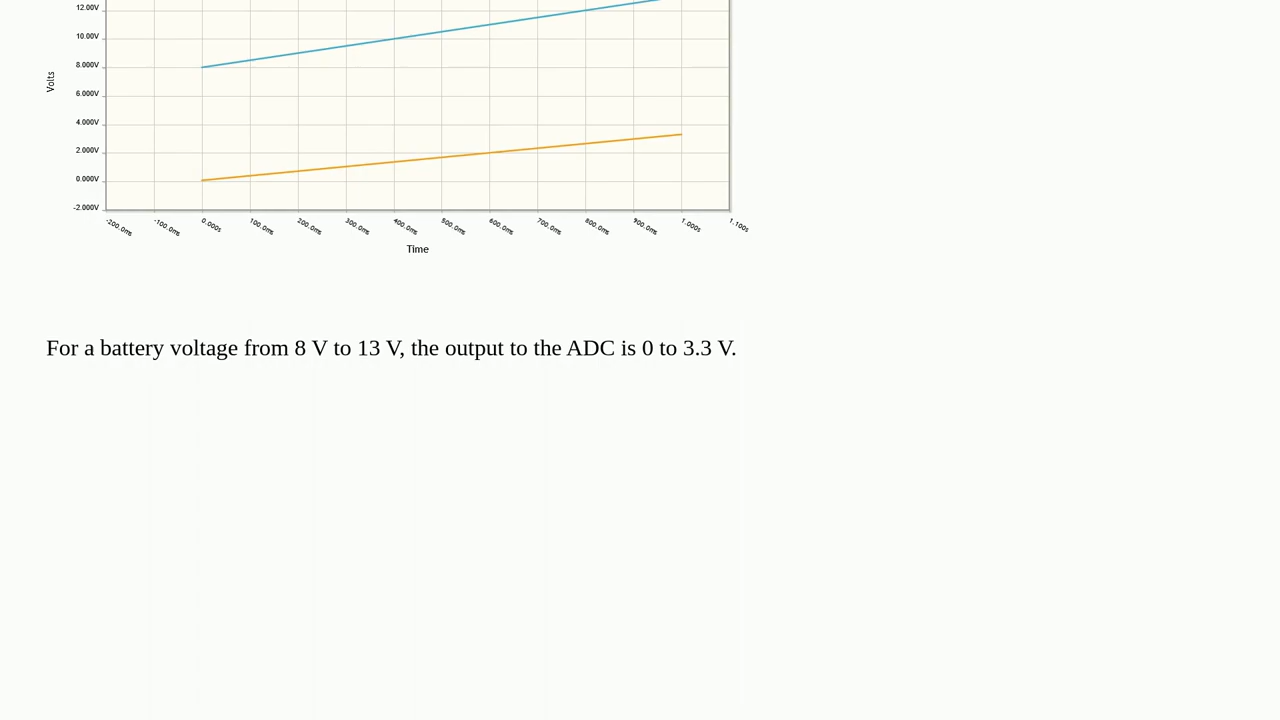 12.00V
10.00V
8.000V
6.000V
4.000V
2.000V
0.000V
-2.000V
Volts
-200.0ms -100.0ms 0.000s 100.0ms 200.0ms 300.0ms 400.0ms 500.0ms 600.0ms 700.0ms 800.0ms 900.0ms 1.000s 1.100s
Time
For a battery voltage from 8 V to 13 V, the output to the ADC is 0 to 3.3 V.